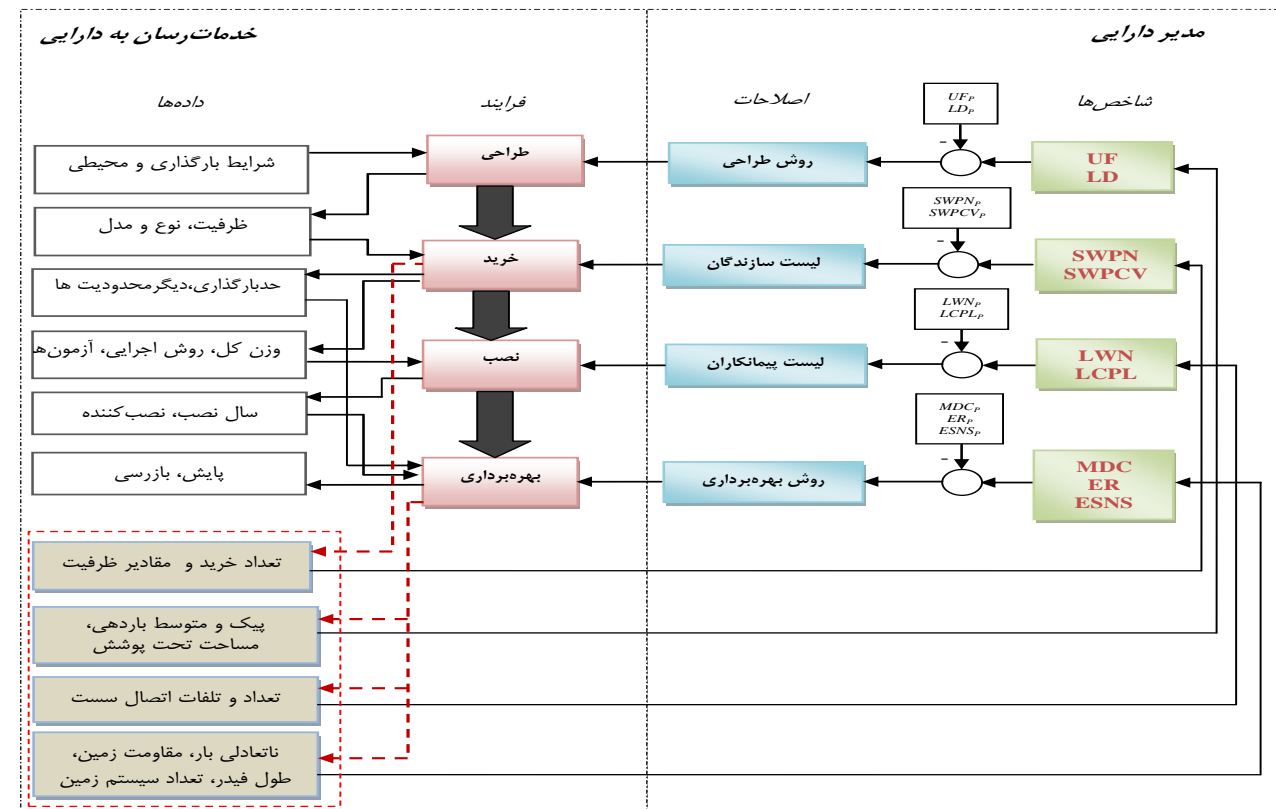 مدیر دارایی
خدمات‌رسان به دارایی
شاخص‌ها
اصلاحات
فرایند
داده‌ها
UF
LD
UFP
LDP
-
روش طراحی
طراحی
شرایط بارگذاری و محیطی
ظرفیت، نوع و مدل
SWPN
SWPCV
SWPNP
SWPCVP
-
لیست سازندگان
خرید
حدبارگذاری،دیگرمحدودیت ها
وزن کل، روش اجرایی، آزمون‌ها
LWN
LCPL
LWNP
LCPLP
-
لیست پیمانکاران
نصب
سال نصب، نصب‌کننده
MDC
ER
ESNS
MDCP
ERP
ESNSP
-
روش بهره‌برداری
بهره‌برداری
پایش، بازرسی
تعداد خرید و مقادیر ظرفیت
پیک و متوسط باردهی،
مساحت تحت پوشش
تعداد و تلفات اتصال سست
ناتعادلی بار، مقاومت زمین،
طول فیدر، تعداد سیستم زمین